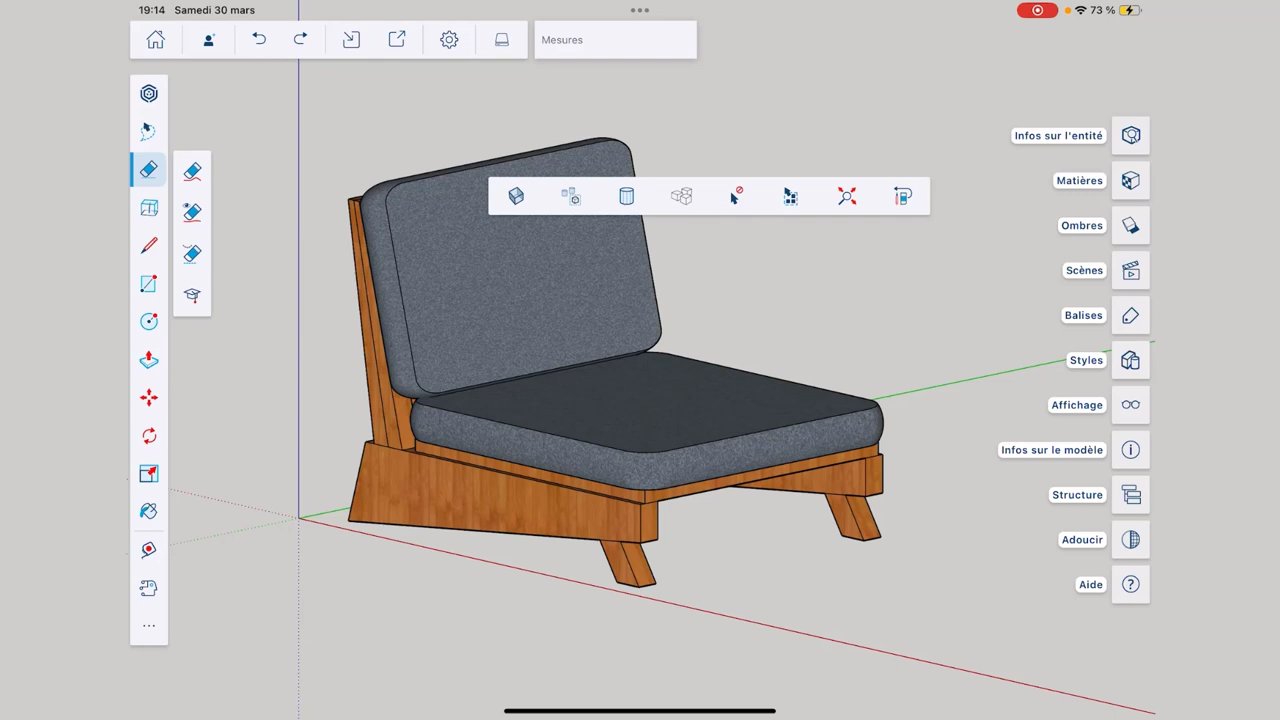 19:14 Samedi 30 mars
73 %
Mesures
Infos sur l'entité
Matières
Ombres
Scènes
Balises
Styles
Affichage
Infos sur le modèle
Structure
Adoucir
Aide